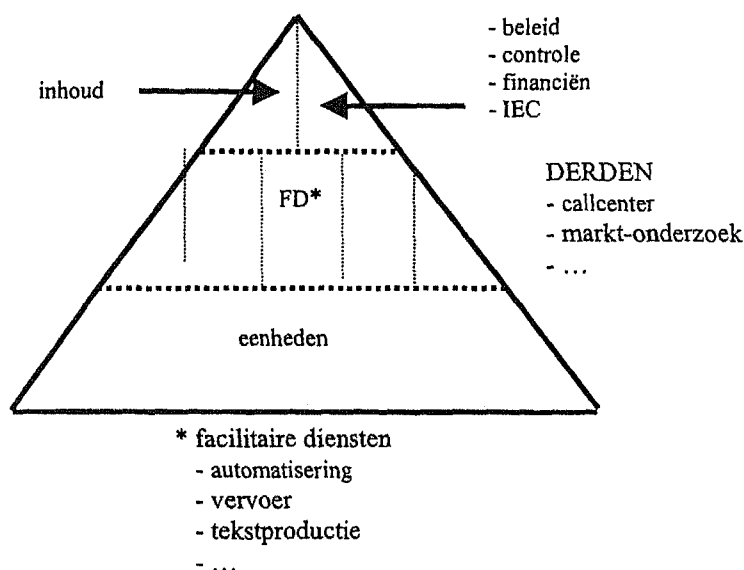 - beleid
- controle
- financiën
- IEC
inhoud
DERDEN
- callcenter
- markt-onderzoek
- ...
FD*
eenheden
* facilitaire diensten
- automatisering
- vervoer
- tekstproductie
- ...